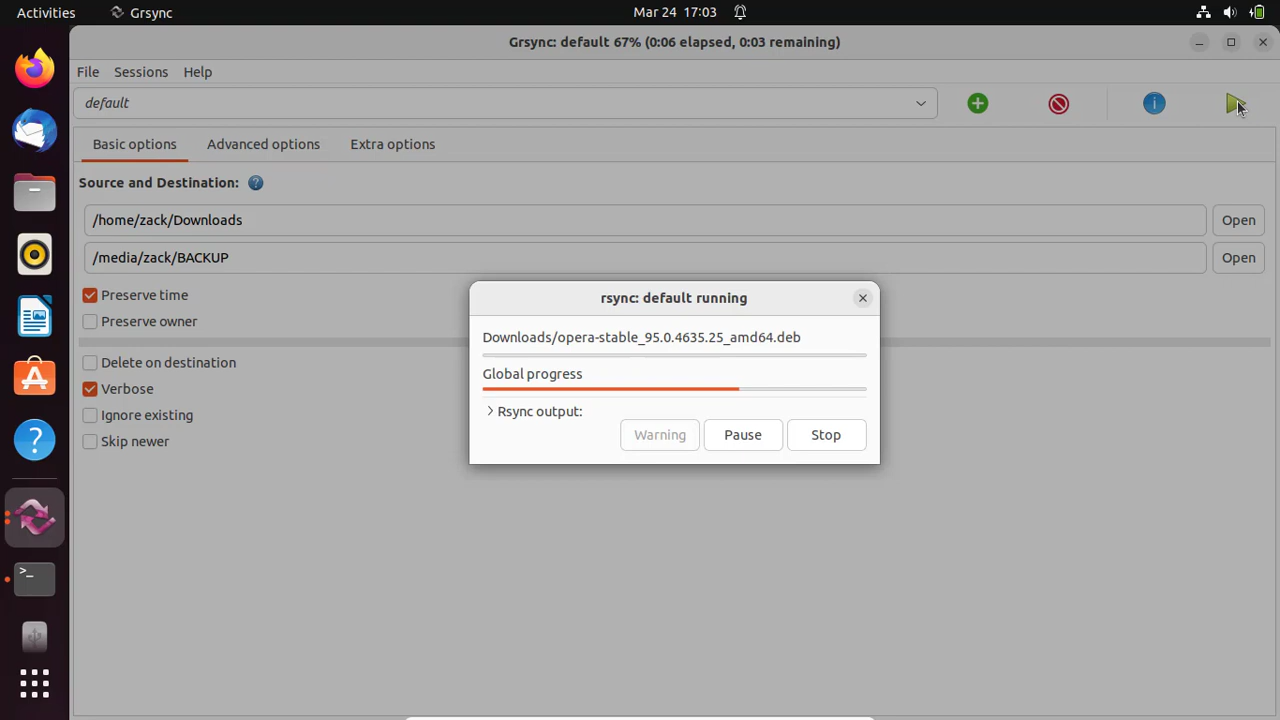 Activities
Grsync
Mar 24 17:03
Grsync: default 67% (0:06 elapsed, 0:03 remaining)
File Sessions Help
default
Basic options Advanced options Extra options
Source and Destination:
/home/zack/Downloads
Open
/media/zack/BACKUP
Open
Preserve time
Preserve owner
Delete on destination
Verbose
Ignore existing
Skip newer
rsync: default running
Downloads/opera-stable_95.0.4635.25_amd64.deb
Global progress
Rsync output:
Warning Pause Stop